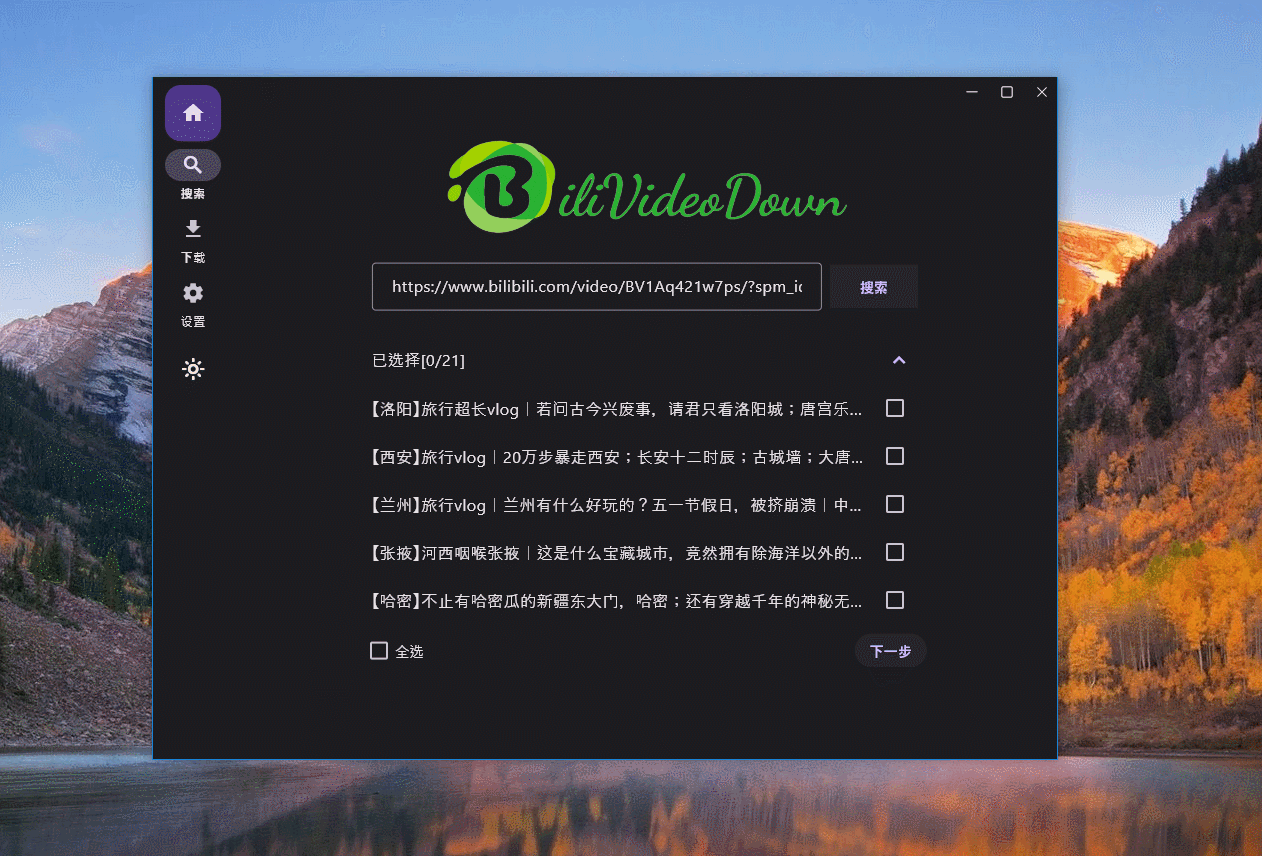 BiliVideoDown
搜索
下载
设置
https://www.bilibili.com/video/BV1Aq421w7ps/?spm_ic
搜索
已选择[0/21]
【洛阳】旅行超长vlog｜若问古今兴废事，请君只看洛阳城；唐宫乐...
【西安】旅行vlog｜20万步暴走西安；长安十二时辰；古城墙；大唐...
【兰州】旅行vlog｜兰州有什么好玩的？五一节假日，被挤崩溃｜中...
【张掖】河西咽喉张掖｜这是什么宝藏城市，竟然拥有除海洋以外的...
【哈密】不止有哈密瓜的新疆东大门，哈密；还有穿越千年的神秘无...
全选
下一步